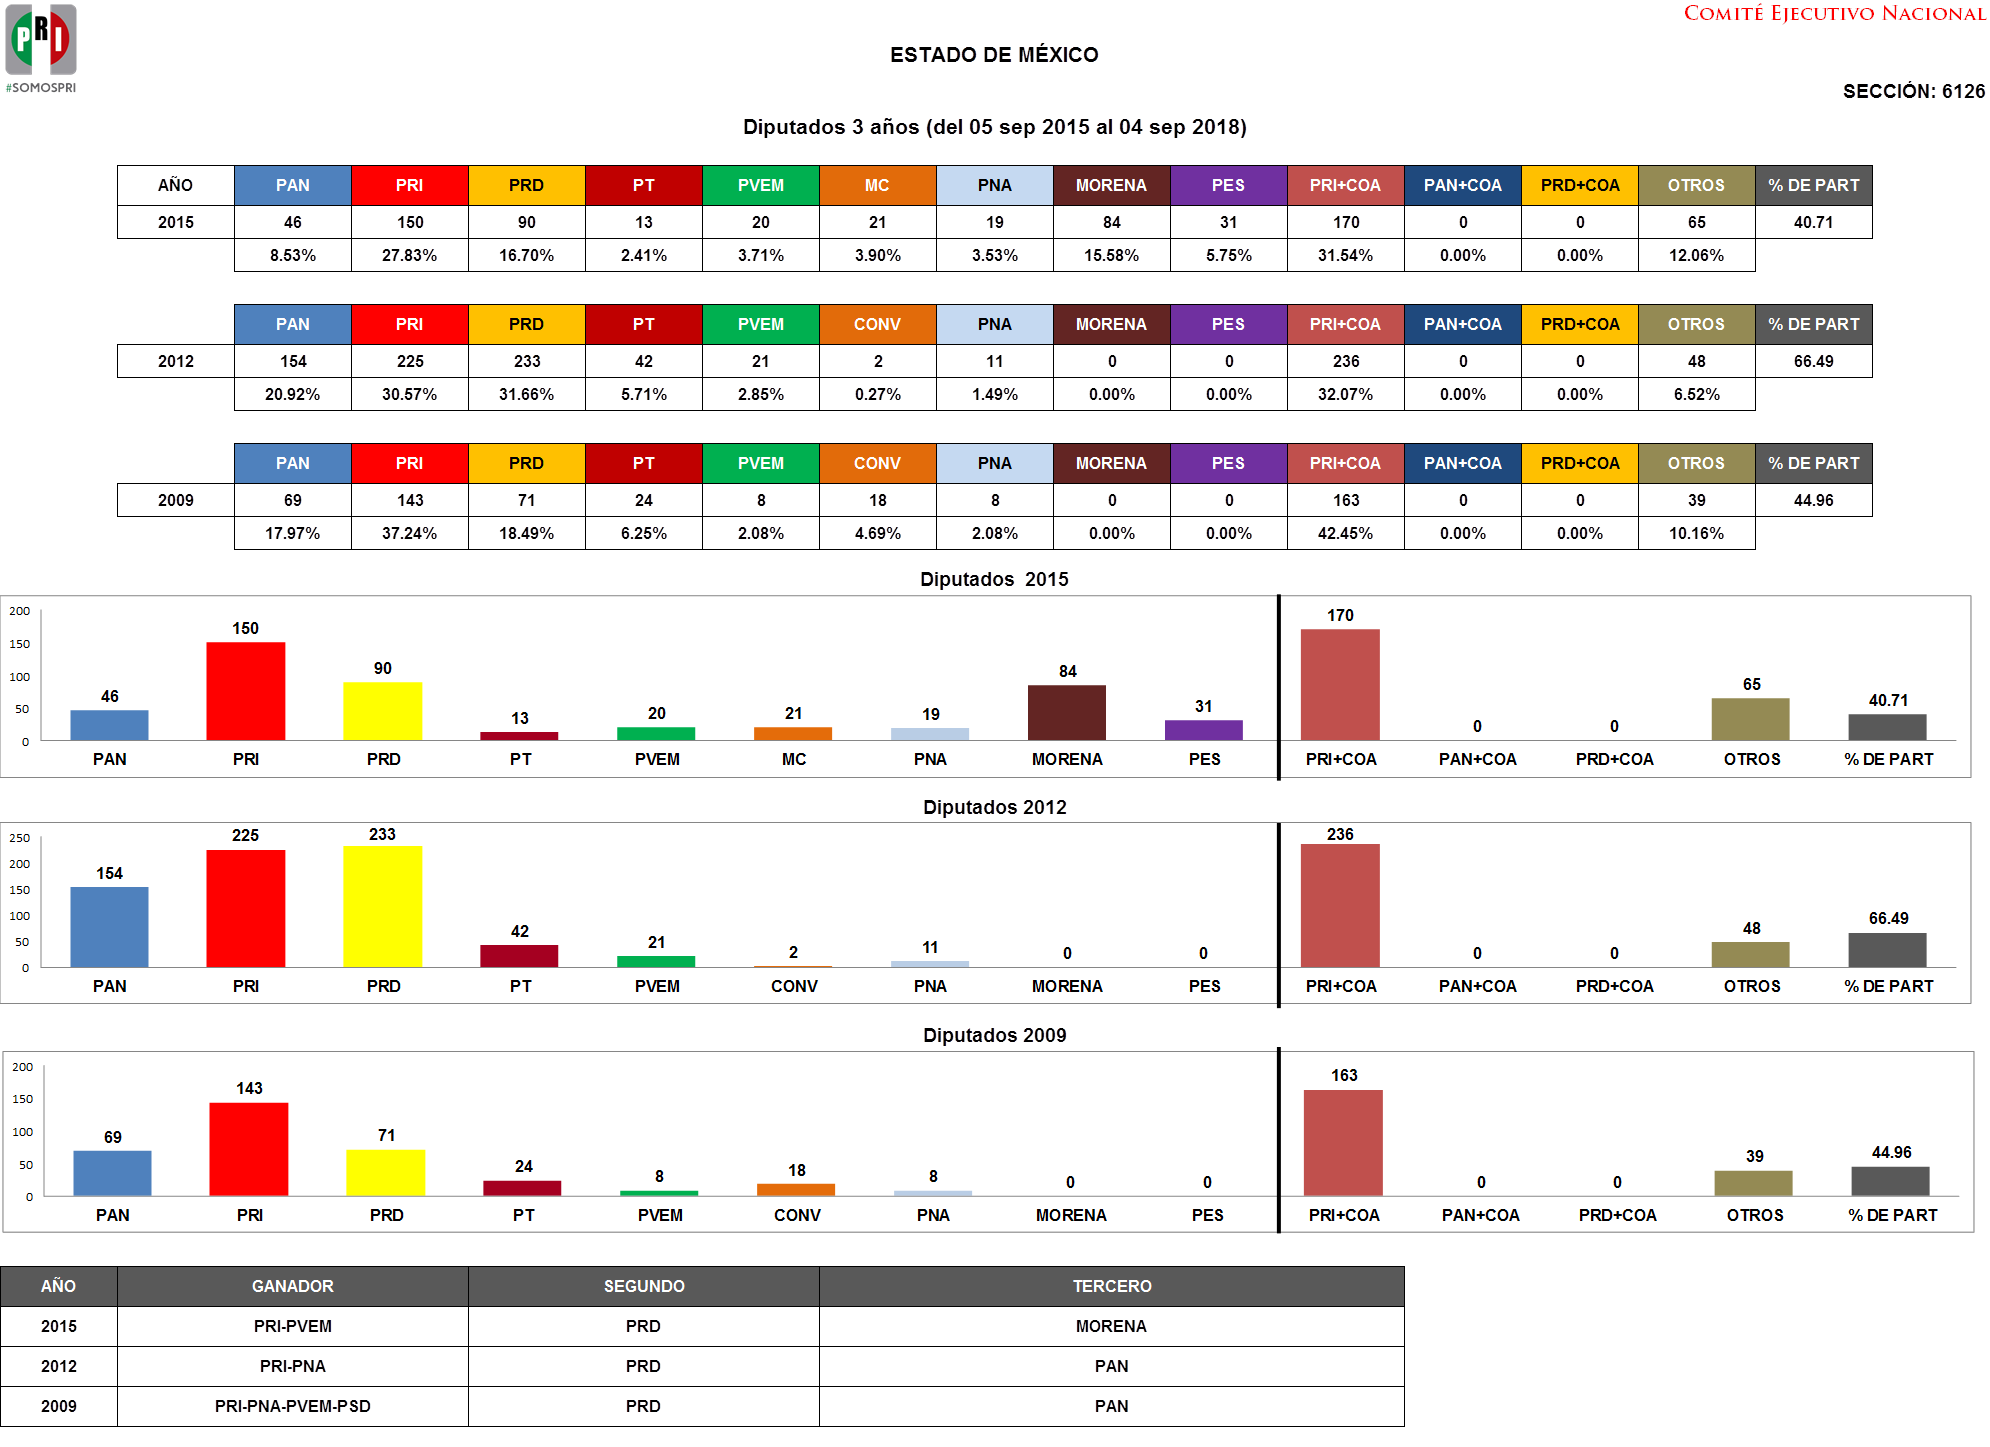 PRI
#SOMOSPRI
COMITÉ EJECUTIVO NACIONAL
ESTADO DE MÉXICO
SECCIÓN: 6126
Diputados 3 años (del 05 sep 2015 al 04 sep 2018)
AÑO PAN PRI PRD PT PVEM MC PNA MORENA PES PRI+COA PAN+COA PRD+COA OTROS % DE PART
2015 46 150 90 13 20 21 19 84 31 170 0 0 65 40.71
8.53% 27.83% 16.70% 2.41% 3.71% 3.90% 3.53% 15.58% 5.75% 31.54% 0.00% 0.00% 12.06%
PAN PRI PRD PT PVEM CONV PNA MORENA PES PRI+COA PAN+COA PRD+COA OTROS % DE PART
2012 154 225 233 42 21 2 11 0 0 236 0 0 48 66.49
20.92% 30.57% 31.66% 5.71% 2.85% 0.27% 1.49% 0.00% 0.00% 32.07% 0.00% 0.00% 6.52%
PAN PRI PRD PT PVEM CONV PNA MORENA PES PRI+COA PAN+COA PRD+COA OTROS % DE PART
2009 69 143 71 24 8 18 8 0 0 163 0 0 39 44.96
17.97% 37.24% 18.49% 6.25% 2.08% 4.69% 2.08% 0.00% 0.00% 42.45% 0.00% 0.00% 10.16%
Diputados 2015
200
150
100
50
0
46 150 90 13 20 21 19 84 31 170 0 0 65 40.71
PAN PRI PRD PT PVEM MC PNA MORENA PES PRI+COA PAN+COA PRD+COA OTROS % DE PART
Diputados 2012
250
200
150
100
50
0
154 225 233 42 21 2 11 0 0 236 0 0 48 66.49
PAN PRI PRD PT PVEM CONV PNA MORENA PES PRI+COA PAN+COA PRD+COA OTROS % DE PART
Diputados 2009
200
150
100
50
0
69 143 71 24 8 18 8 0 0 163 0 0 39 44.96
PAN PRI PRD PT PVEM CONV PNA MORENA PES PRI+COA PAN+COA PRD+COA OTROS % DE PART
AÑO GANADOR SEGUNDO TERCERO
2015 PRI-PVEM PRD MORENA
2012 PRI-PNA PRD PAN
2009 PRI-PNA-PVEM-PSD PRD PAN